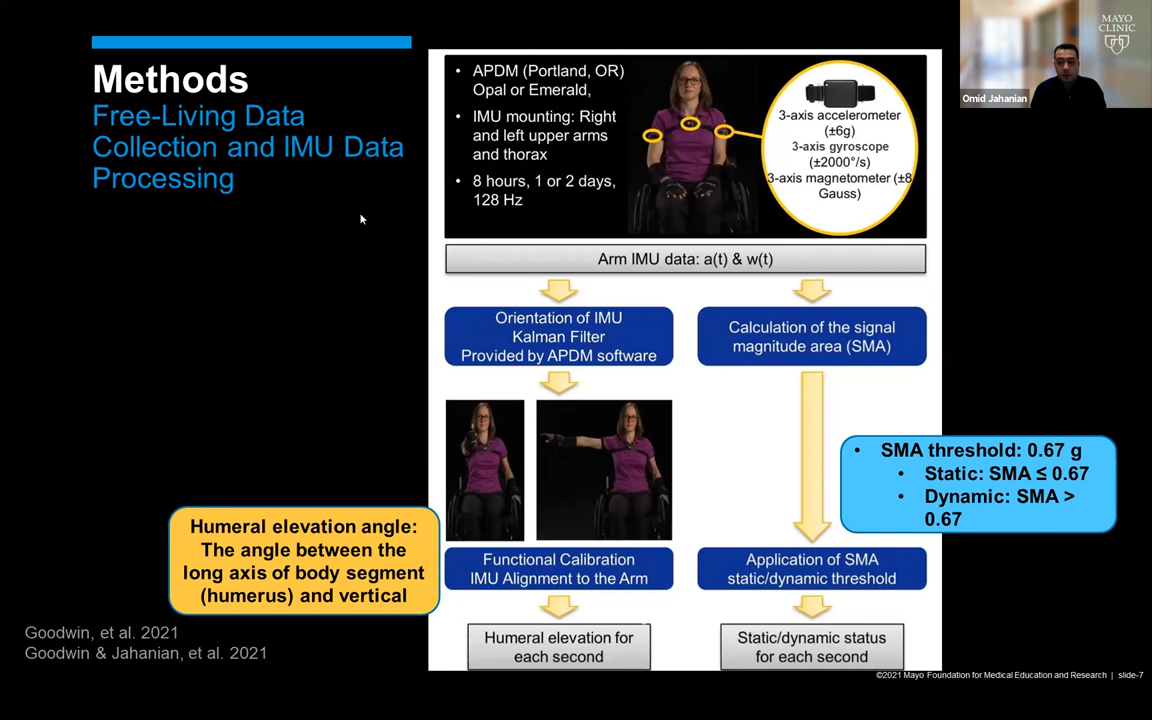 Methods
Free-Living Data
Collection and IMU Data
Processing
• APDM (Portland, OR)
Opal or Emerald,
• IMU mounting: Right
and left upper arms
and thorax
• 8 hours, 1 or 2 days,
128 Hz
3-axis accelerometer
(±6g)
3-axis gyroscope
(±2000°/s)
3-axis magnetometer (±8
Gauss)
MAYO
CLINIC
Omid Jahanian
Arm IMU data: a(t) & w(t)
Orientation of IMU
Kalman Filter
Provided by APDM software
Calculation of the signal
magnitude area (SMA)
• SMA threshold: 0.67 g
• Static: SMA ≤ 0.67
• Dynamic: SMA >
0.67
Humeral elevation angle:
The angle between the
long axis of body segment
(humerus) and vertical
Functional Calibration
IMU Alignment to the Arm
Application of SMA
static/dynamic threshold
Humeral elevation for
each second
Static/dynamic status
for each second
Goodwin, et al. 2021
Goodwin & Jahanian, et al. 2021
©2021 Mayo Foundation for Medical Education and Research | slide-7